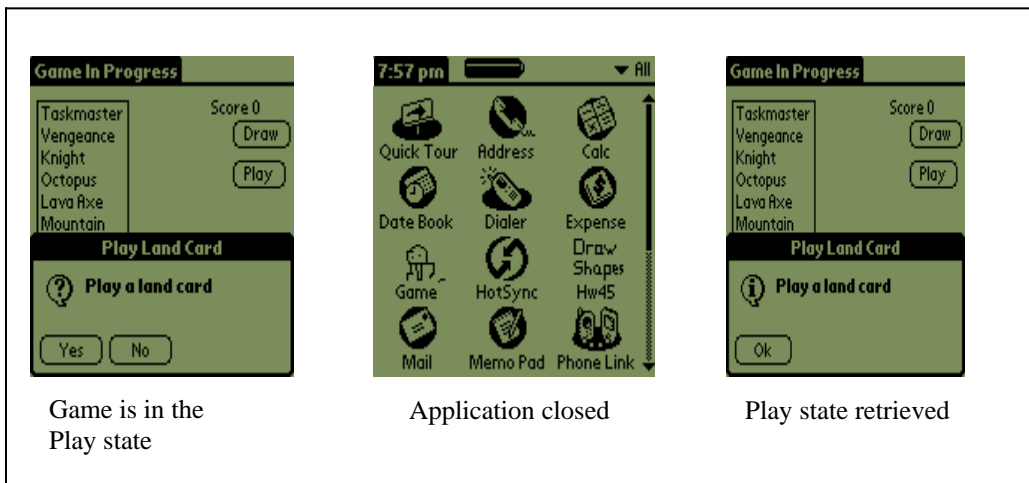 Game In Progress
Taskmaster
Vengeance
Knight
Octopus
Lava Axe
Mountain
Score 0
Draw
Play
Play Land Card
Play a land card
Yes No
Game is in the
Play state
7:57 pm All
Quick Tour Address Calc
Date Book Dialer Expense
Draw
Shapes
Game HotSync Hw45
Mail Memo Pad Phone Link
Application closed
Game In Progress
Taskmaster
Vengeance
Knight
Octopus
Lava Axe
Mountain
Score 0
Draw
Play
Play Land Card
Play a land card
Ok
Play state retrieved